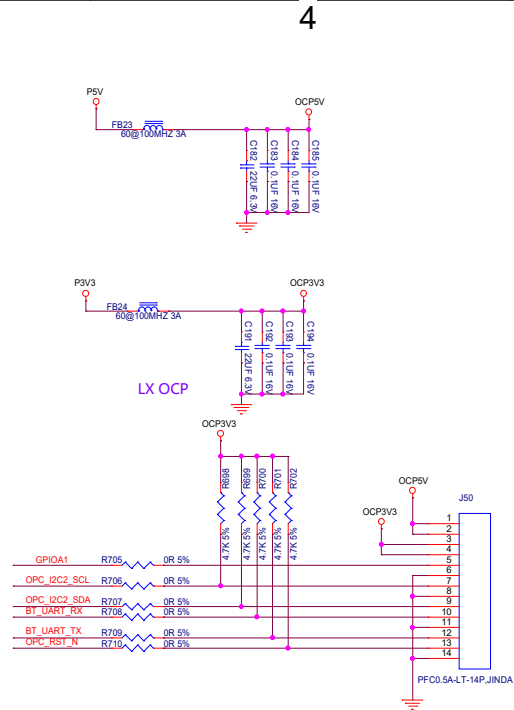 4
P5V
OCP5V
FB23
60@100MHZ 3A
C182 22UF 6.3V
C183 0.1UF 16V
C184 0.1UF 16V
C185 0.1UF 16V
P3V3
OCP3V3
FB24
60@100MHZ 3A
C191 22UF 6.3V
C192 0.1UF 16V
C193 0.1UF 16V
C194 0.1UF 16V
LX OCP
OCP3V3
R698 4.7K 5%
R699 4.7K 5%
R700 4.7K 5%
R701 4.7K 5%
R702 4.7K 5%
OCP5V
OCP3V3
J50
1
2
3
4
5
6
7
8
9
10
11
12
13
14
GPIOA1 R705 0R 5%
OPC_I2C2_SCL R706 0R 5%
OPC_I2C2_SDA R707 0R 5%
BT_UART_RX R708 0R 5%
BT_UART_TX R709 0R 5%
OPC_RST_N R710 0R 5%
PFC0.5A-LT-14P,JINDA